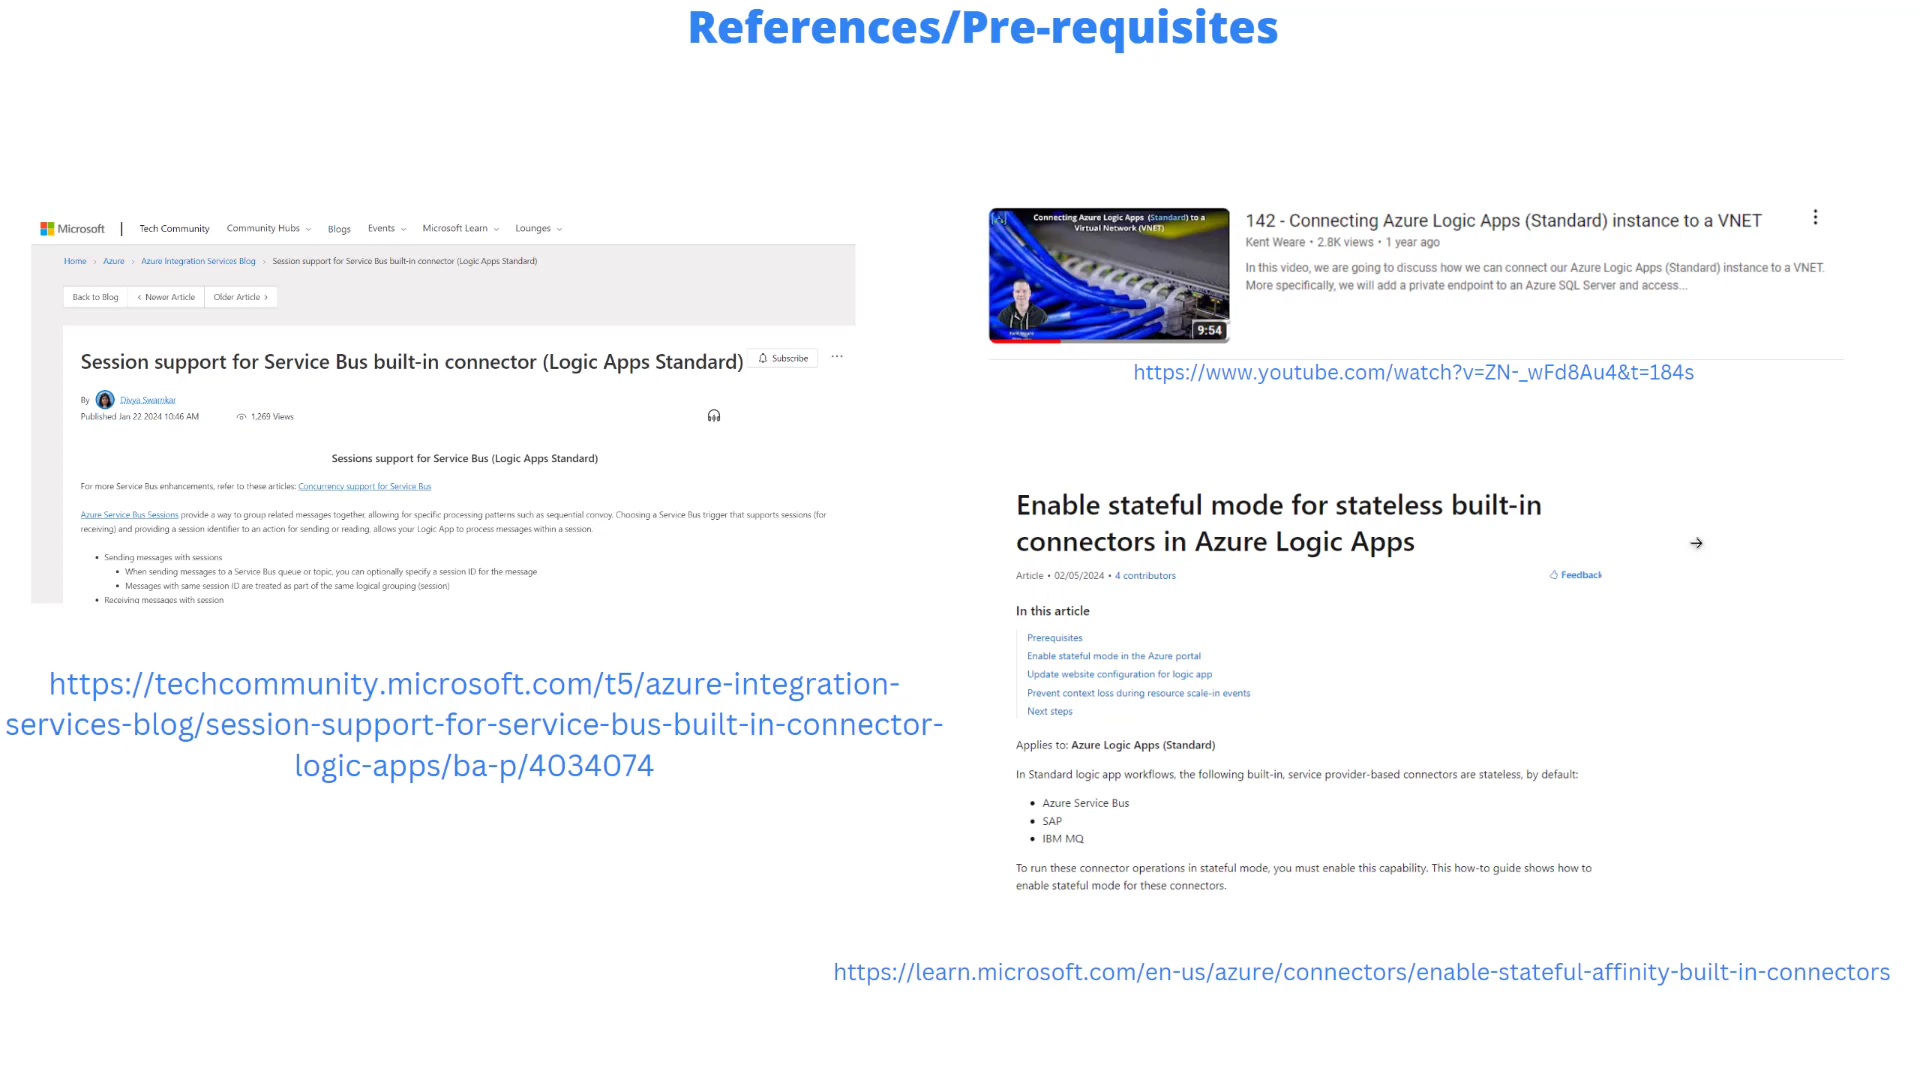 References/Pre-requisites
Microsoft | Tech Community Community Hubs Blogs Events Microsoft Learn Lounges
Home > Azure > Azure Integration Services Blog > Session support for Service Bus built-in connector (Logic Apps Standard)
Back to Blog < Newer Article Older Article >
Session support for Service Bus built-in connector (Logic Apps Standard)
Subscribe ...
By Divya Swarnkar
Published Jan 22 2024 10:46 AM 1,269 Views
Sessions support for Service Bus (Logic Apps Standard)
For more Service Bus enhancements, refer to these articles: Concurrency support for Service Bus
Azure Service Bus Sessions provide a way to group related messages together, allowing for specific processing patterns such as sequential convoy. Choosing a Service Bus trigger that supports sessions (for
receiving) and providing a session identifier to an action for sending or reading, allows your Logic App to process messages within a session.
• Sending messages with sessions
• When sending messages to a Service Bus queue or topic, you can optionally specify a session ID for the message
• Messages with same session ID are treated as part of the same logical grouping (session)
• Receiving messages with session
https://techcommunity.microsoft.com/t5/azure-integration-
services-blog/session-support-for-service-bus-built-in-connector-
logic-apps/ba-p/4034074
Connecting Azure Logic Apps (Standard) to a
Virtual Network (VNET)
9:54
142 - Connecting Azure Logic Apps (Standard) instance to a VNET
Kent Weare • 2.8K views • 1 year ago
In this video, we are going to discuss how we can connect our Azure Logic Apps (Standard) instance to a VNET.
More specifically, we will add a private endpoint to an Azure SQL Server and access...
https://www.youtube.com/watch?v=ZN-_wFd8Au4&t=184s
Enable stateful mode for stateless built-in
connectors in Azure Logic Apps
Article • 02/05/2024 • 4 contributors
Feedback
In this article
Prerequisites
Enable stateful mode in the Azure portal
Update website configuration for logic app
Prevent context loss during resource scale-in events
Next steps
Applies to: Azure Logic Apps (Standard)
In Standard logic app workflows, the following built-in, service provider-based connectors are stateless, by default:
• Azure Service Bus
• SAP
• IBM MQ
To run these connector operations in stateful mode, you must enable this capability. This how-to guide shows how to
enable stateful mode for these connectors.
https://learn.microsoft.com/en-us/azure/connectors/enable-stateful-affinity-built-in-connectors